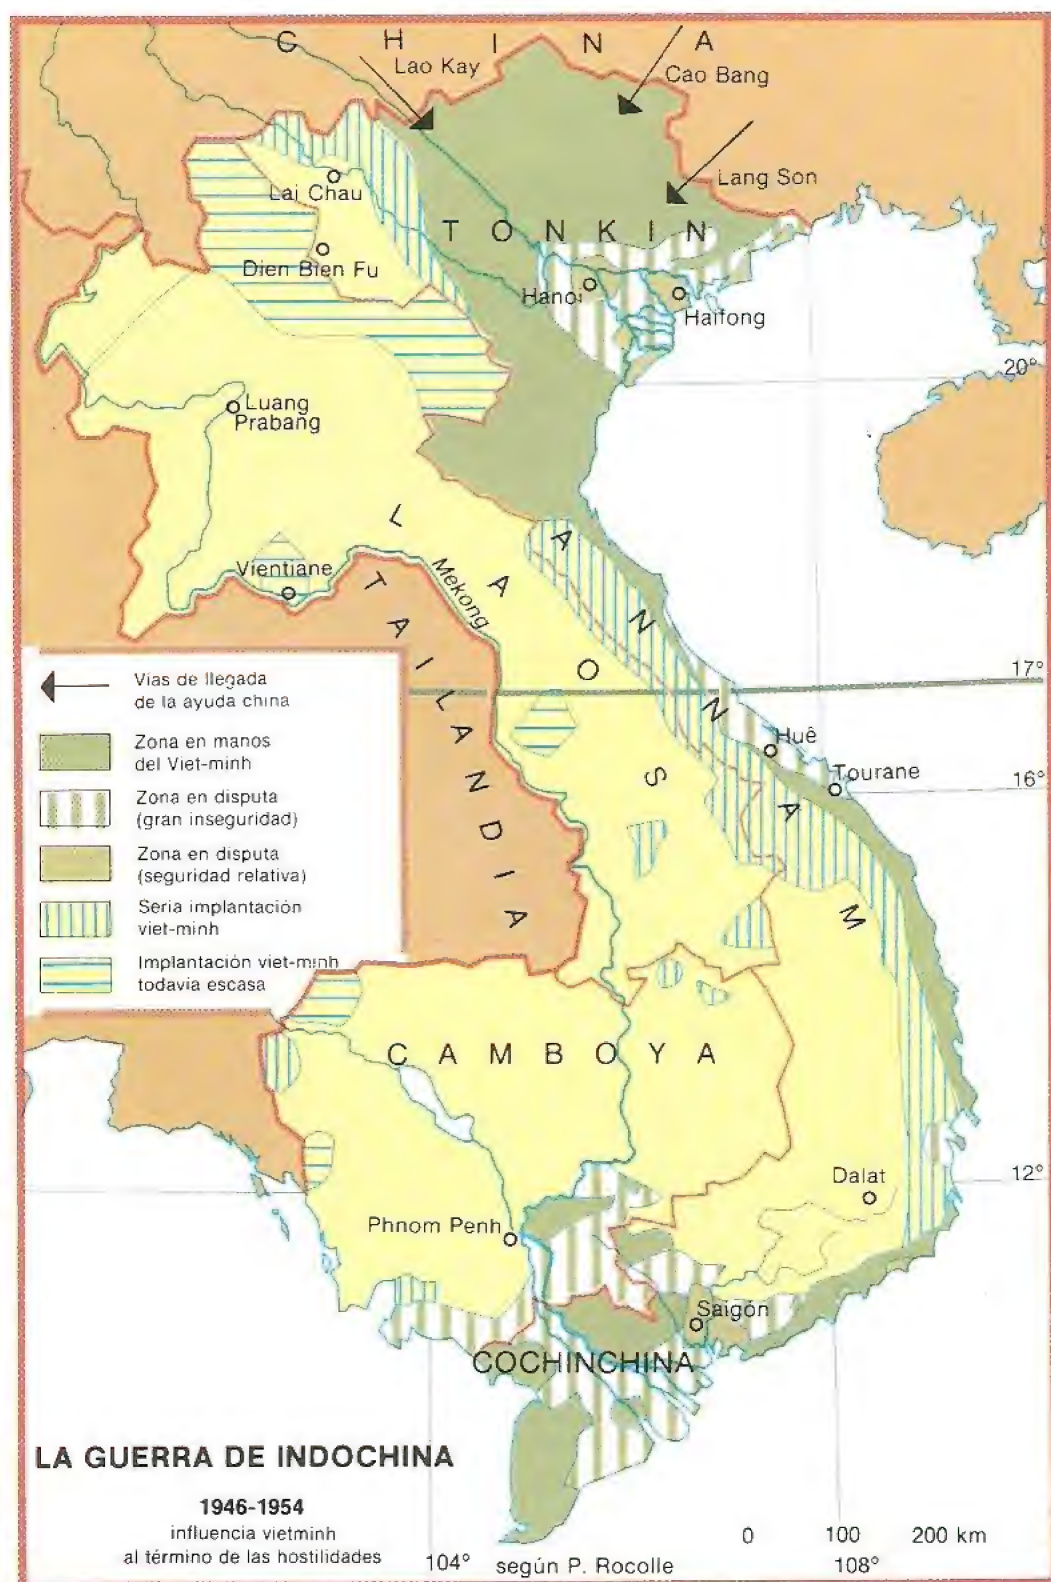 CHINA
Lao Kay
Cao Bang
Lang Son
Lai Chau
TONKIN
Dien Bien Fu
Hanoi
Haifong
20°
Luang
Prabang
LAOS
ANNAM
Vientiane
Mekong
TAILANDIA
17°
Huê
Tourane
16°
Vías de llegada
de la ayuda china
Zona en manos
del Viet-minh
Zona en disputa
(gran inseguridad)
Zona en disputa
(seguridad relativa)
Seria implantación
viet-minh
Implantación viet-minh
todavía escasa
CAMBOYA
Dalat
12°
Phnom Penh
Saigón
COCHINCHINA
LA GUERRA DE INDOCHINA
1946-1954
influencia vietminh
al término de las hostilidades
0 100 200 km
104° según P. Rocolle 108°